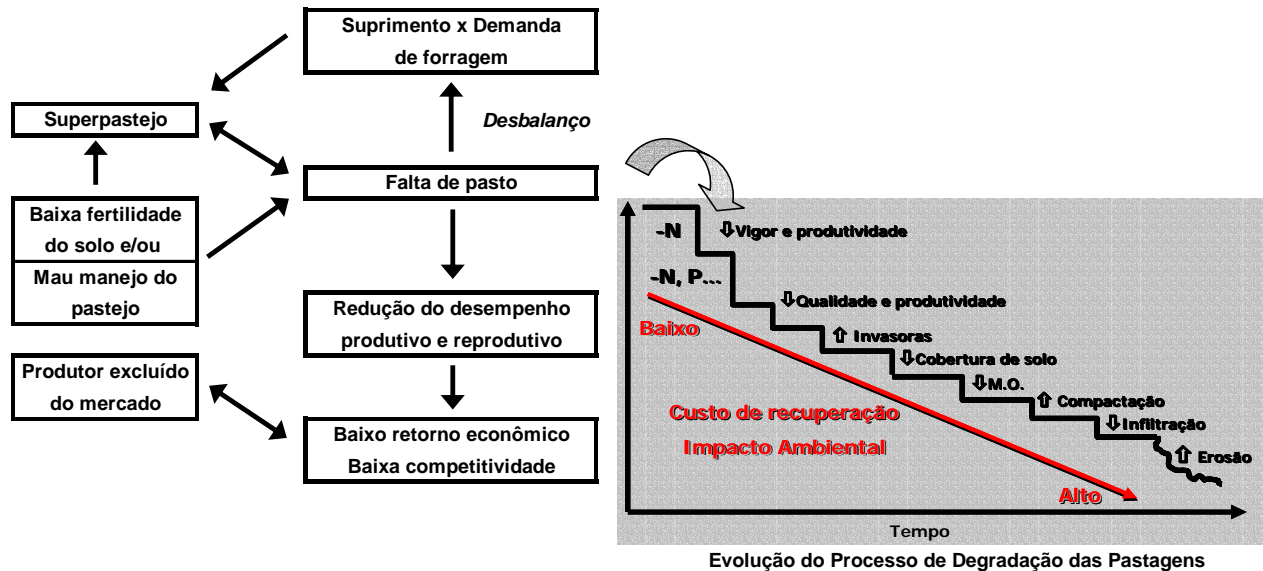 Suprimento x Demanda
de forragem
Superpastejo
Desbalanço
Falta de pasto
Baixa fertilidade
do solo e/ou
Mau manejo do
pastejo
Redução do desempenho
produtivo e reprodutivo
Produtor excluído
do mercado
Baixo retorno econômico
Baixa competitividade
-N
Vigor e produtividade
-N, P...
Qualidade e produtividade
Baixo
Invasoras
Cobertura de solo
M.O.
Compactação
Custo de recuperação
Infiltração
Impacto Ambiental
Erosão
Alto
Tempo
Evolução do Processo de Degradação das Pastagens